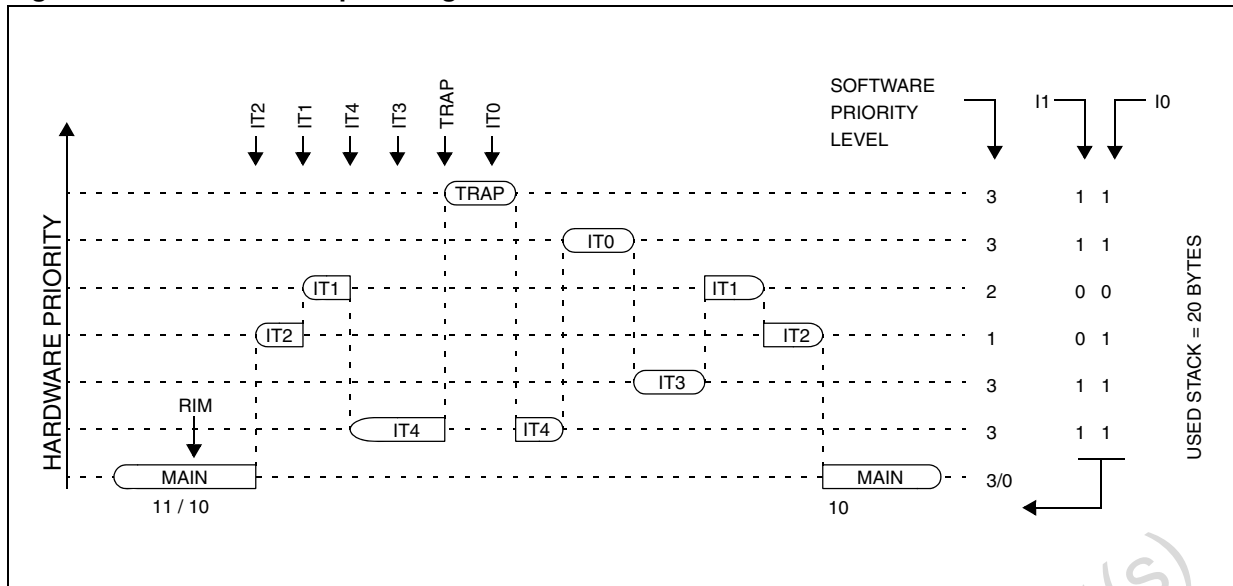 IT2
IT1
IT4
IT3
TRAP
IT0
SOFTWARE
PRIORITY
LEVEL
I1
I0
HARDWARE PRIORITY
TRAP
3
1 1
IT0
3
1 1
IT1
IT1
2
0 0
IT2
IT2
1
0 1
IT3
3
1 1
RIM
IT4
IT4
3
1 1
MAIN
MAIN
3/0
11 / 10
10
USED STACK = 20 BYTES